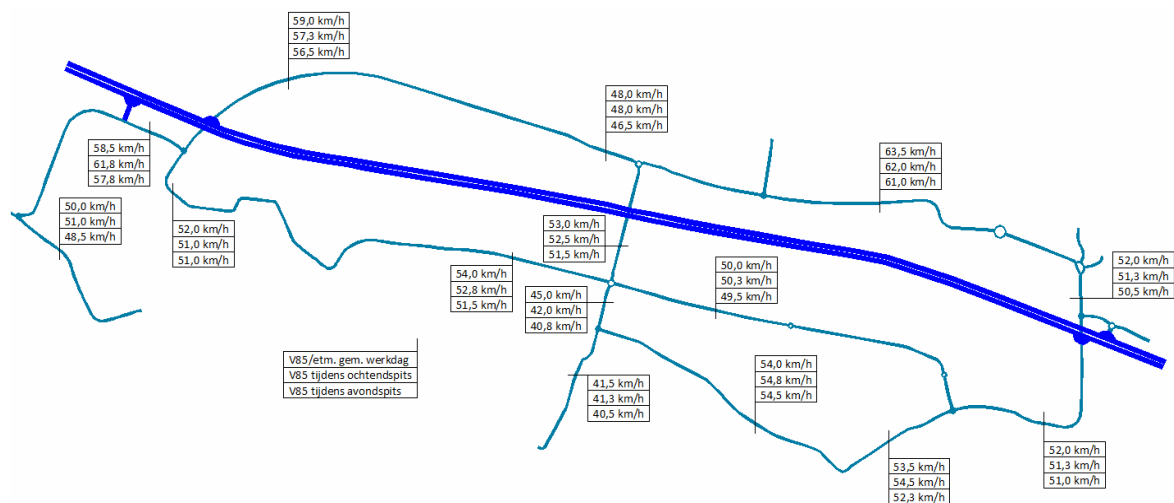 59,0 km/h
57,3 km/h
56,5 km/h
48,0 km/h
48,0 km/h
46,5 km/h
58,5 km/h
61,8 km/h
57,8 km/h
63,5 km/h
62,0 km/h
61,0 km/h
50,0 km/h
51,0 km/h
48,5 km/h
52,0 km/h
51,0 km/h
51,0 km/h
53,0 km/h
52,5 km/h
51,5 km/h
54,0 km/h
52,8 km/h
51,5 km/h
50,0 km/h
50,3 km/h
49,5 km/h
52,0 km/h
51,3 km/h
50,5 km/h
45,0 km/h
42,0 km/h
40,8 km/h
V85/etm. gem. werkdag
V85 tijdens ochtendspits
V85 tijdens avondspits
41,5 km/h
41,3 km/h
40,5 km/h
54,0 km/h
54,8 km/h
54,5 km/h
53,5 km/h
54,5 km/h
52,3 km/h
52,0 km/h
51,3 km/h
51,0 km/h